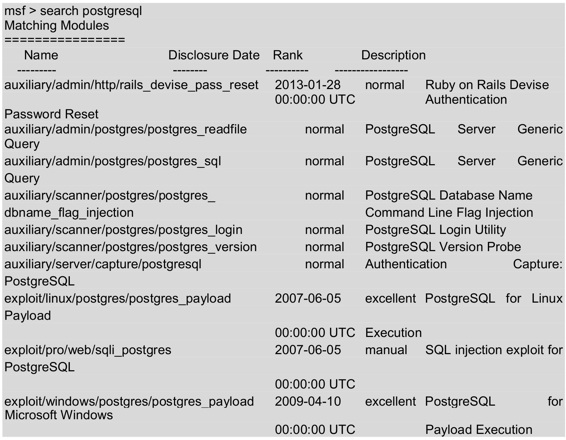 msf > search postgresql
Matching Modules
================
Name Disclosure Date Rank Description
--------- -------- ---------- -----------------
auxiliary/admin/http/rails_devise_pass_reset 2013-01-28 normal Ruby on Rails Devise
00:00:00 UTC Authentication
Password Reset
auxiliary/admin/postgres/postgres_readfile normal PostgreSQL Server Generic
Query
auxiliary/admin/postgres/postgres_sql normal PostgreSQL Server Generic
Query
auxiliary/scanner/postgres/postgres_ normal PostgreSQL Database Name
dbname_flag_injection Command Line Flag Injection
auxiliary/scanner/postgres/postgres_login normal PostgreSQL Login Utility
auxiliary/scanner/postgres/postgres_version normal PostgreSQL Version Probe
auxiliary/server/capture/postgresql normal Authentication Capture:
PostgreSQL
exploit/linux/postgres/postgres_payload 2007-06-05 excellent PostgreSQL for Linux
Payload
00:00:00 UTC Execution
exploit/pro/web/sqli_postgres 2007-06-05 manual SQL injection exploit for
PostgreSQL
00:00:00 UTC
exploit/windows/postgres/postgres_payload 2009-04-10 excellent PostgreSQL for
Microsoft Windows
00:00:00 UTC Payload Execution